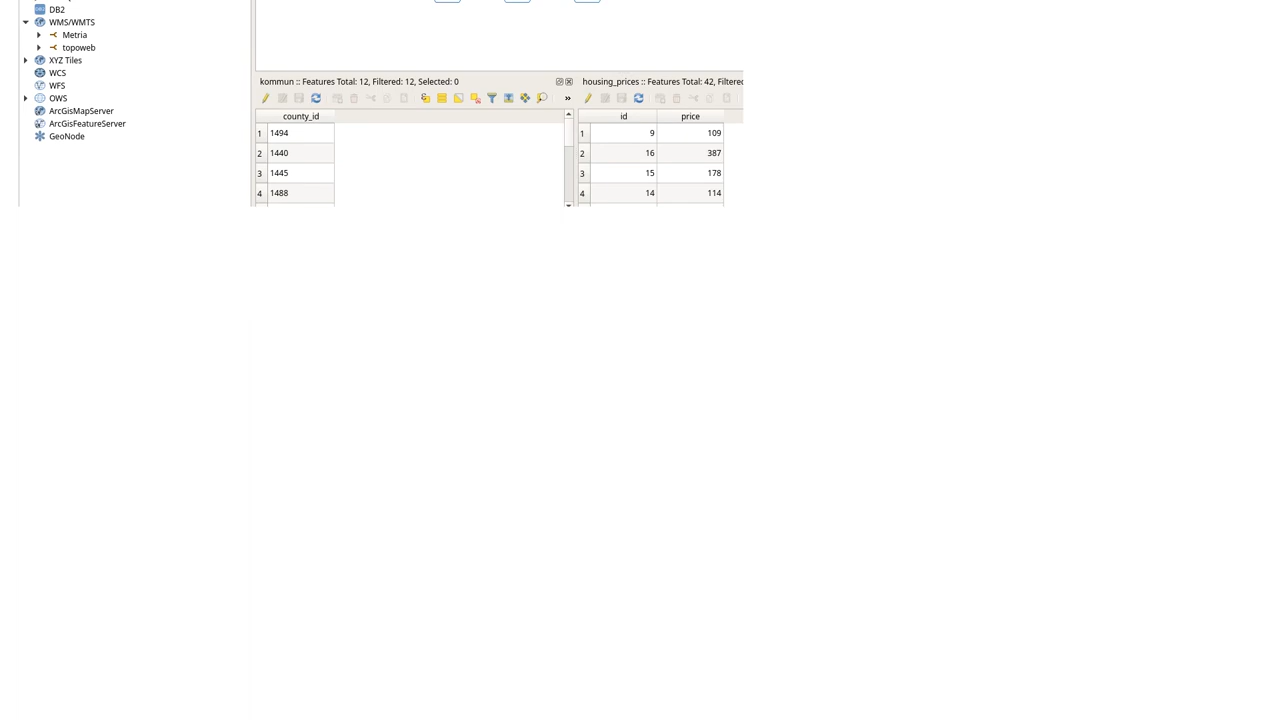 DB2
WMS/WMTS
Metria
topoweb
XYZ Tiles
WCS
WFS
OWS
ArcGisMapServer
ArcGisFeatureServer
GeoNode
kommun :: Features Total: 12, Filtered: 12, Selected: 0
county_id
1 1494
2 1440
3 1445
4 1488
housing_prices :: Features Total: 42, Filtered
id price
1 9 109
2 16 387
3 15 178
4 14 114